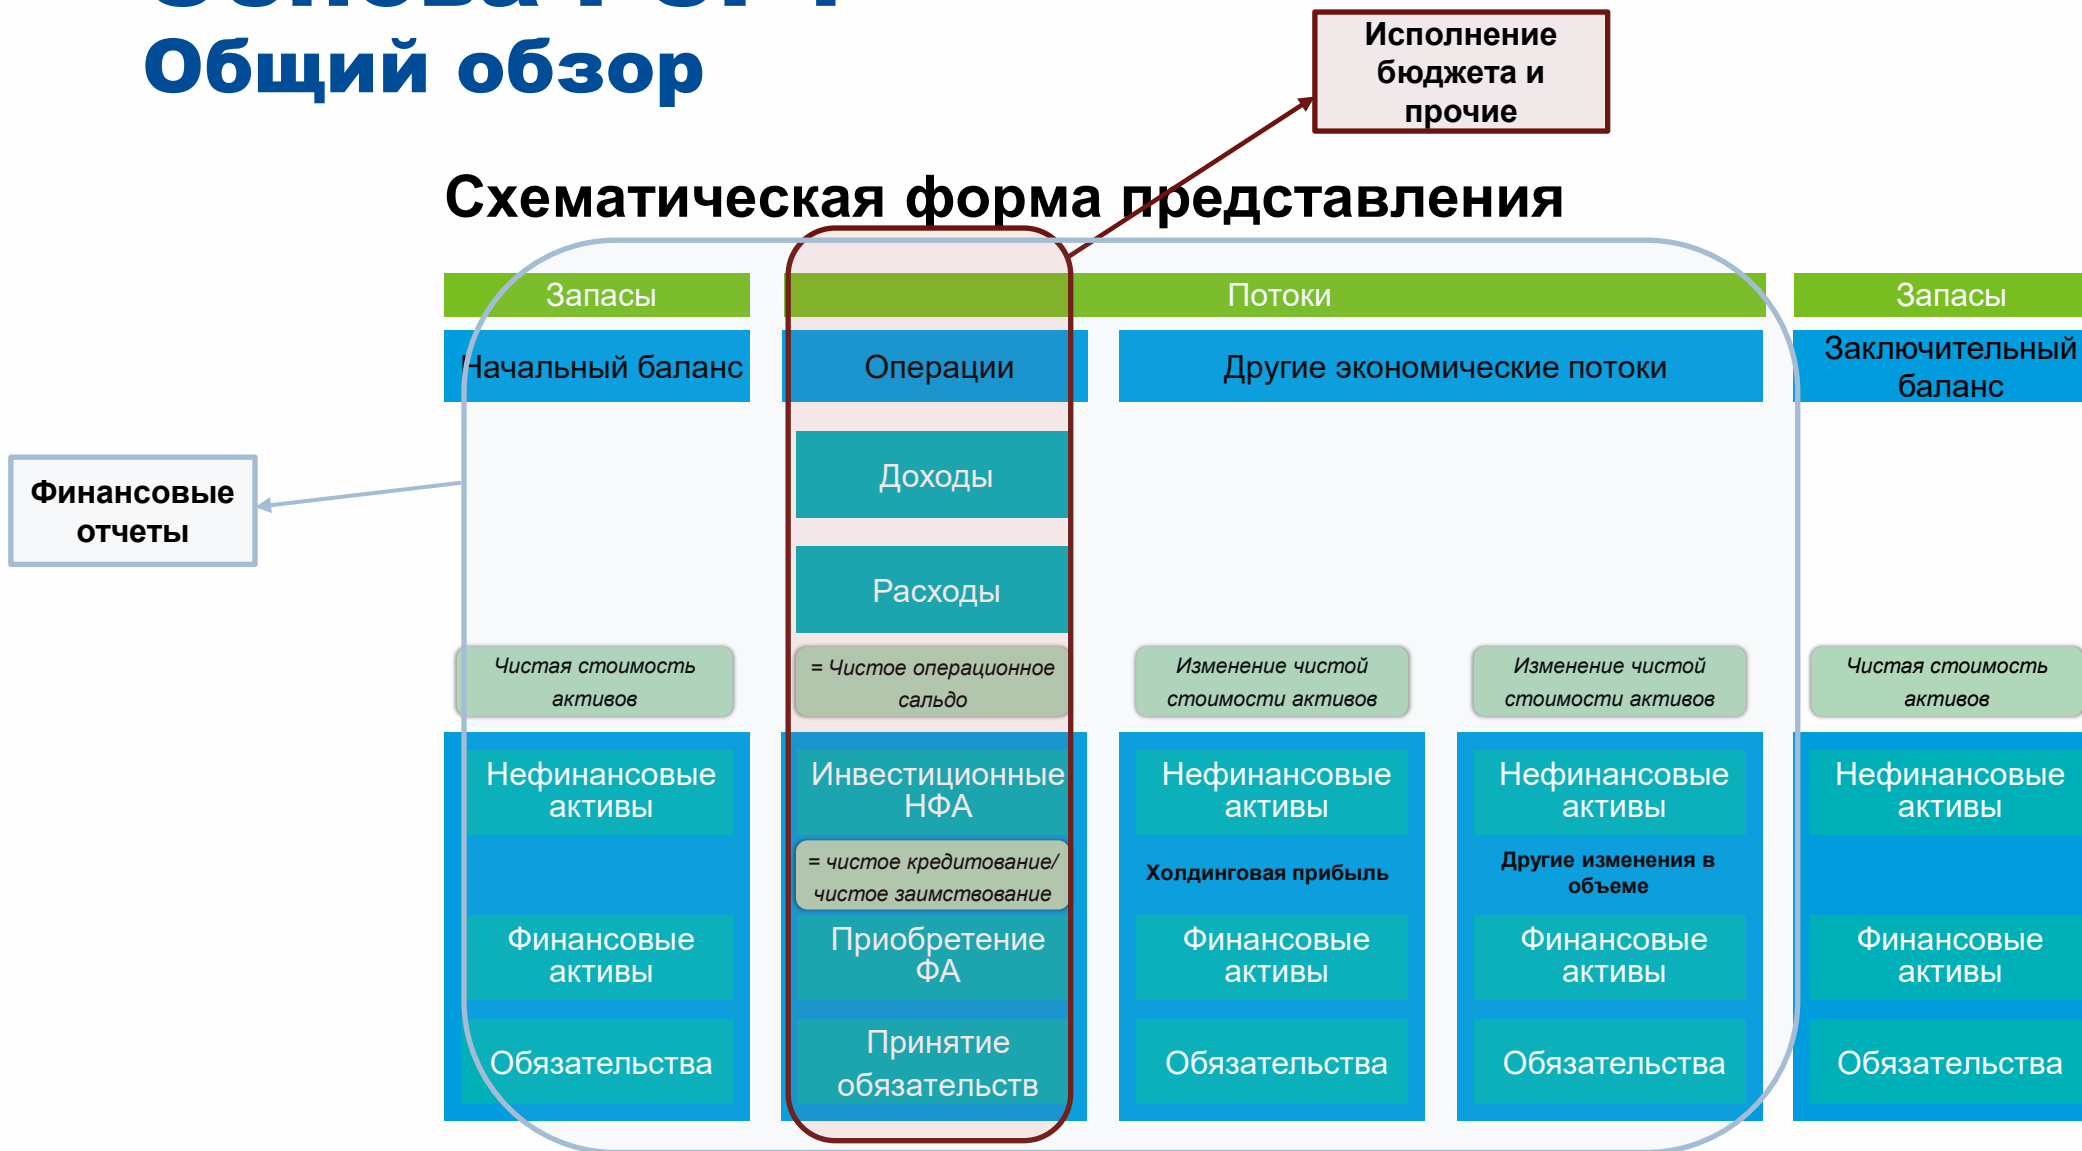 Общий обзор
Исполнение
бюджета и
прочие
Схематическая форма представления
Запасы
Потоки
Запасы
Начальный баланс
Операции
Другие экономические потоки
Заключительный
баланс
Доходы
Финансовые
отчеты
Расходы
Чистая стоимость
активов
= Чистое операционное
сальдо
Изменение чистой
стоимости активов
Изменение чистой
стоимости активов
Чистая стоимость
активов
Нефинансовые
активы
Инвестиционные
НФА
Нефинансовые
активы
Нефинансовые
активы
Нефинансовые
активы
= чистое кредитование/
чистое заимствование
Холдинговая прибыль
Другие изменения в
объеме
Финансовые
активы
Приобретение
ФА
Финансовые
активы
Финансовые
активы
Финансовые
активы
Обязательства
Принятие
обязательств
Обязательства
Обязательства
Обязательства